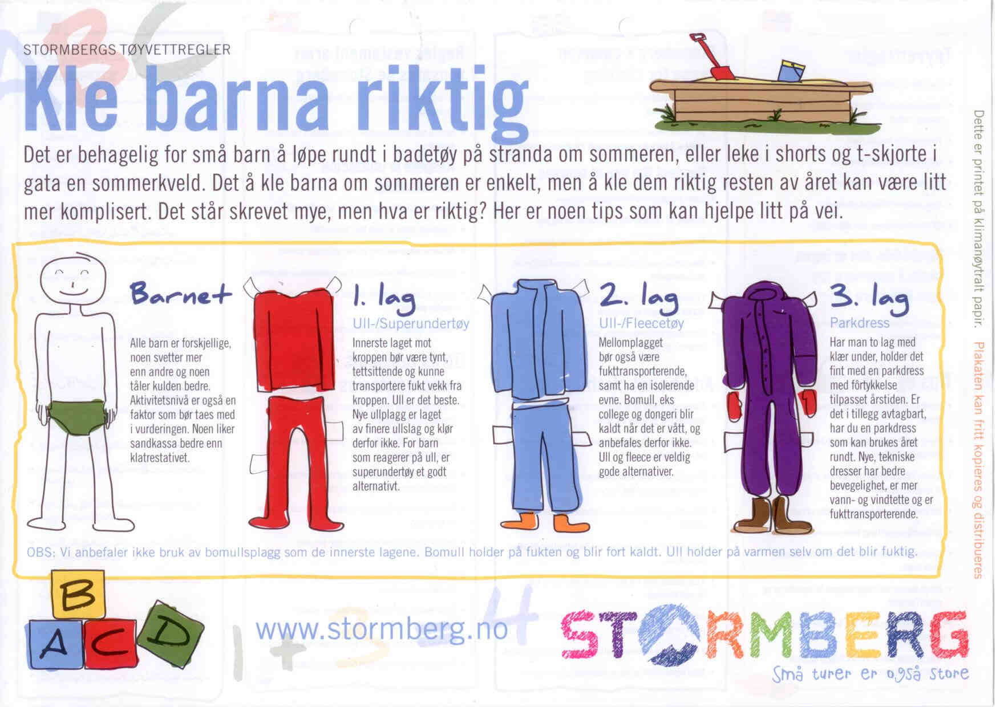 STORMBERGS TØYVETTREGLER
Kle barna riktig
Det er behagelig for små barn å løpe rundt i badetøy på stranda om sommeren, eller leke i shorts og t-skjorte i
gata en sommerkveld. Det å kle barna om sommeren er enkelt, men å kle dem riktig resten av året kan være litt
mer komplisert. Det står skrevet mye, men hva er riktig? Her er noen tips som kan hjelpe litt på vei.
Barnet
Alle barn er forskjellige,
noen svetter mer
enn andre og noen
tåler kulden bedre.
Aktivitetsnivå er også en
faktor som bør taes med
i vurderingen. Noen liker
sandkassa bedre enn
klatrestativet.
1. lag
Ull-/Superundertøy
Innerste laget mot
kroppen bør være tynt,
tettsittende og kunne
transportere fukt vekk fra
kroppen. Ull er det beste.
Nye ullplagg er laget
av finere ullslag og klør
derfor ikke. For barn
som reagerer på ull, er
superundertøy et godt
alternativt.
2. lag
Ull-/Fleecetøy
Mellomplagget
bør også være
fukttransporterende,
samt ha en isolerende
evne. Bomull, eks
college og dongeri blir
kaldt når det er vått, og
anbefales derfor ikke.
Ull og fleece er veldig
gode alternativer.
3. lag
Parkdress
Har man to lag med
klær under, holder det
fint med en parkdress
med fôrtykkelse
tilpasset årstiden. Er
det i tillegg avtagbart,
har du en parkdress
som kan brukes året
rundt. Nye, tekniske
dresser har bedre
bevegelighet, er mer
vann- og vindtette og er
fukttransporterende.
OBS: Vi anbefaler ikke bruk av bomullsplagg som de innerste lagene. Bomull holder på fukten og blir fort kaldt. Ull holder på varmen selv om det blir fuktig.
B
A C D
www.stormberg.no
STORMBERG
Små turer er også store
Dette er printet på klimanøytralt papir. Plakaten kan fritt kopieres og distribueres
ABC
1 + 3 - 4